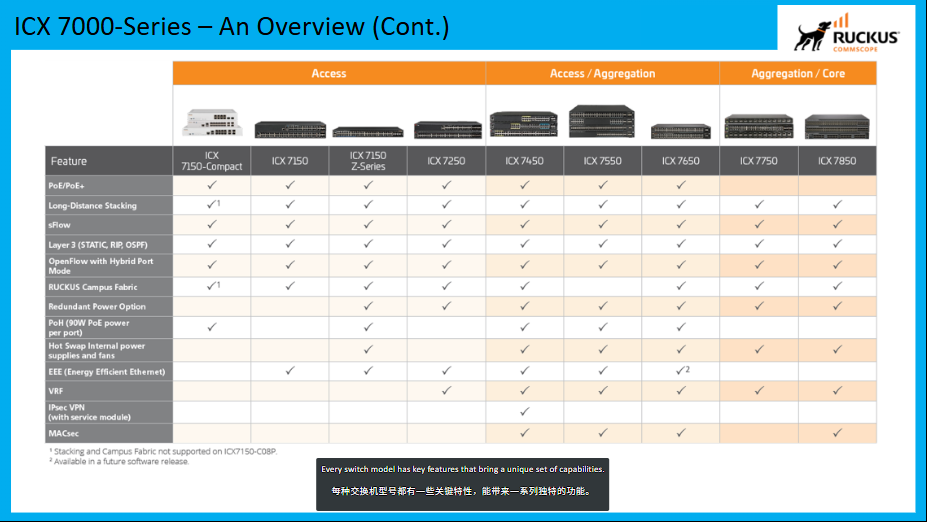 ICX 7000-Series – An Overview (Cont.)
RUCKUS
COMMSCOPE
Access
Access / Aggregation
Aggregation / Core
Feature
ICX
7150-Compact
ICX 7150
ICX 7150
Z-Series
ICX 7250
ICX 7450
ICX 7550
ICX 7650
ICX 7750
ICX 7850
PoE/PoE+ ✓ ✓ ✓ ✓ ✓ ✓ ✓
Long-Distance Stacking ✓¹ ✓ ✓ ✓ ✓ ✓ ✓ ✓ ✓
sFlow ✓ ✓ ✓ ✓ ✓ ✓ ✓ ✓ ✓
Layer 3 (STATIC, RIP, OSPF) ✓ ✓ ✓ ✓ ✓ ✓ ✓ ✓ ✓
OpenFlow with Hybrid Port
Mode ✓ ✓ ✓ ✓ ✓ ✓ ✓ ✓ ✓
RUCKUS Campus Fabric ✓¹ ✓ ✓ ✓ ✓ ✓ ✓ ✓
Redundant Power Option ✓ ✓ ✓ ✓ ✓ ✓ ✓
PoH (90W PoE power
per port) ✓ ✓ ✓ ✓ ✓
Hot Swap Internal power
supplies and fans ✓ ✓ ✓ ✓ ✓ ✓
EEE (Energy Efficient Ethernet) ✓ ✓ ✓ ✓ ✓ ✓²
VRF ✓ ✓ ✓ ✓ ✓ ✓
IPsec VPN
(with service module) ✓
MACsec ✓ ✓ ✓ ✓
¹ Stacking and Campus Fabric not supported on ICX7150-C08P.
² Available in a future software release.
Every switch model has key features that bring a unique set of capabilities.
每种交换机型号都有一些关键特性，能带来一系列独特的功能。